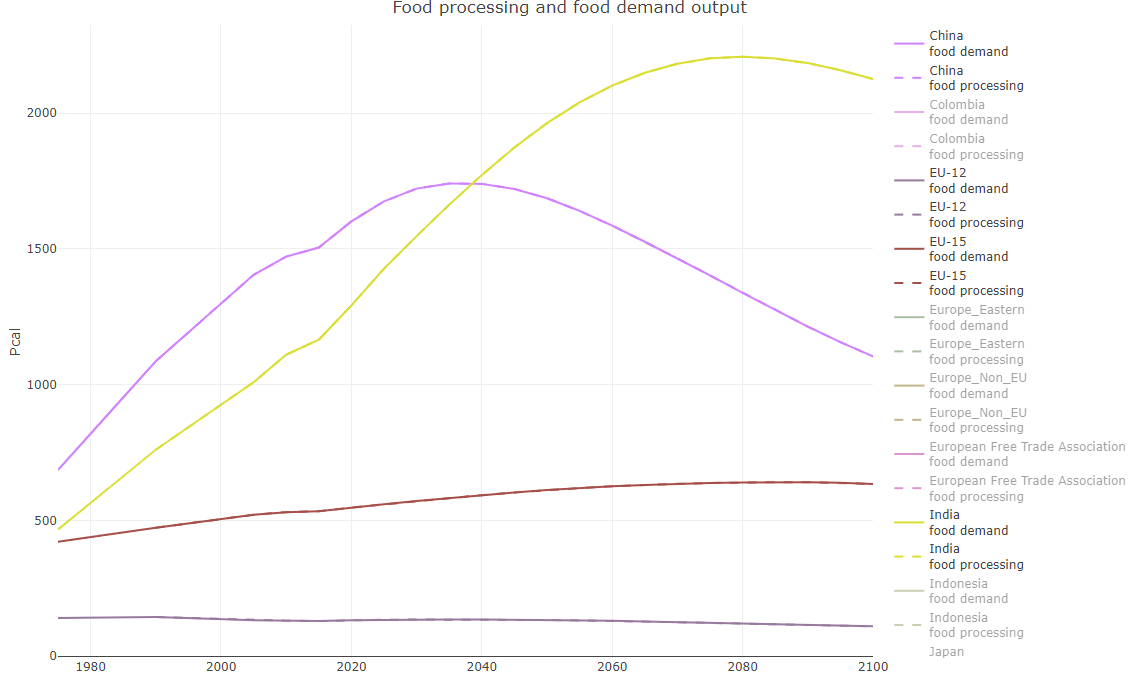 Food processing and food demand output
Pcal
2000
1500
1000
500
0
1980
2000
2020
2040
2060
2080
2100
China
food demand
China
food processing
Colombia
food demand
Colombia
food processing
EU-12
food demand
EU-12
food processing
EU-15
food demand
EU-15
food processing
Europe_Eastern
food demand
Europe_Eastern
food processing
Europe_Non_EU
food demand
Europe_Non_EU
food processing
European Free Trade Association
food demand
European Free Trade Association
food processing
India
food demand
India
food processing
Indonesia
food demand
Indonesia
food processing
Japan